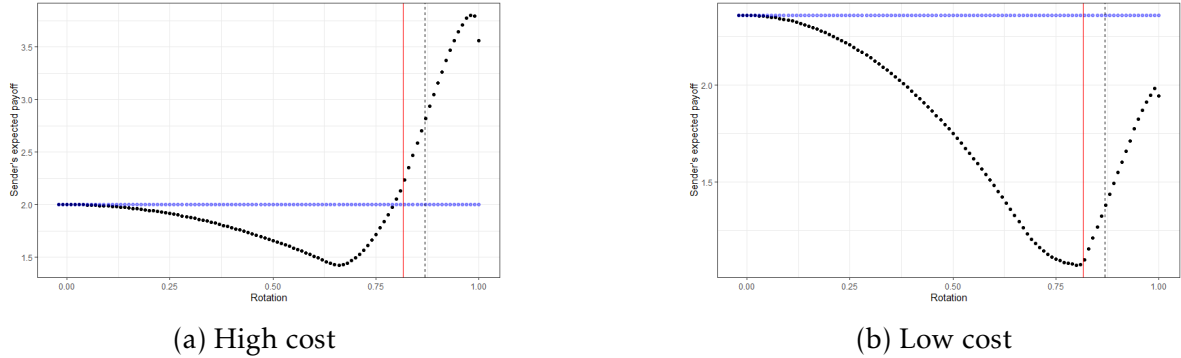 Sender's expected payoff
3.5
3.0
2.5
2.0
1.5
0.00 0.25 0.50 0.75 1.00
Rotation
(a) High cost
Sender's expected payoff
2.0
1.5
0.00 0.25 0.50 0.75 1.00
Rotation
(b) Low cost